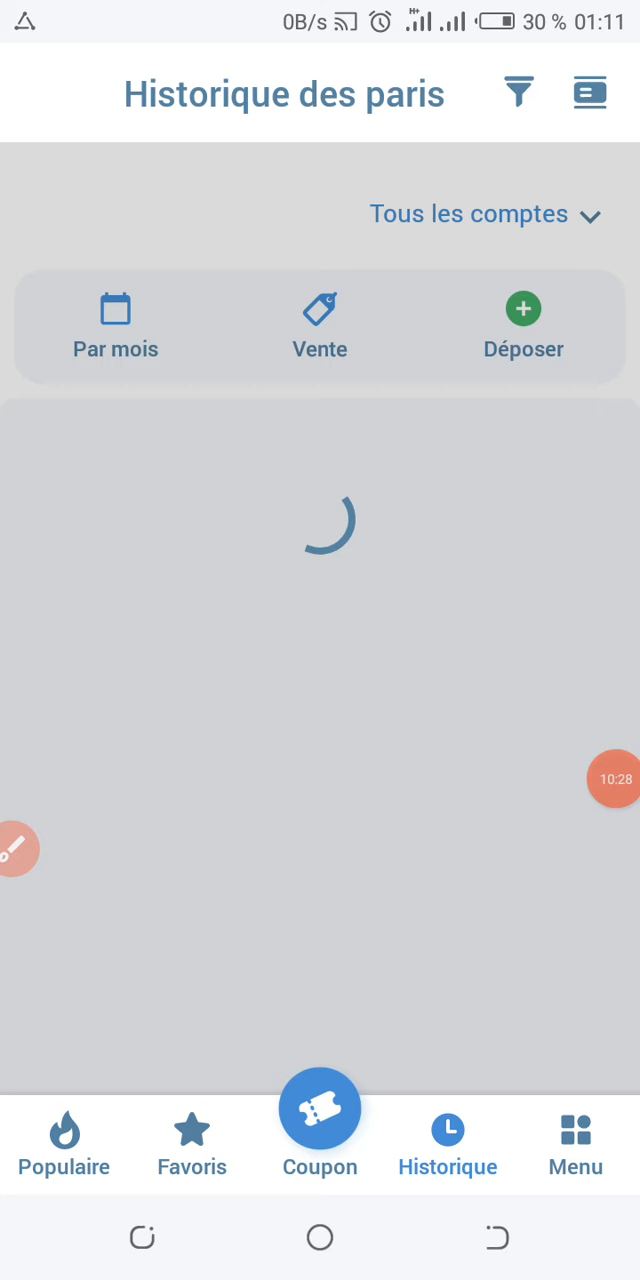 0B/s H+ 30 % 01:11
Historique des paris
Tous les comptes
Par mois Vente Déposer
10:28
Populaire Favoris Coupon Historique Menu